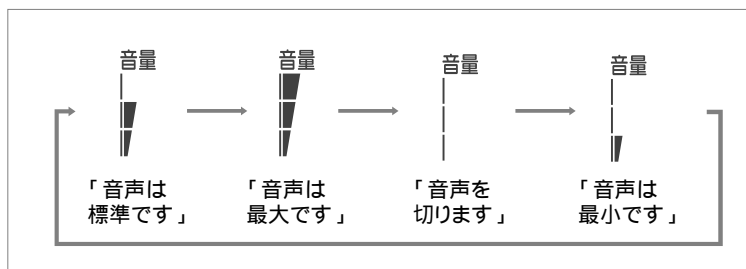 音量
「音声は
標準です」
音量
「音声は
最大です」
音量
「音声を
切ります」
音量
「音声は
最小です」